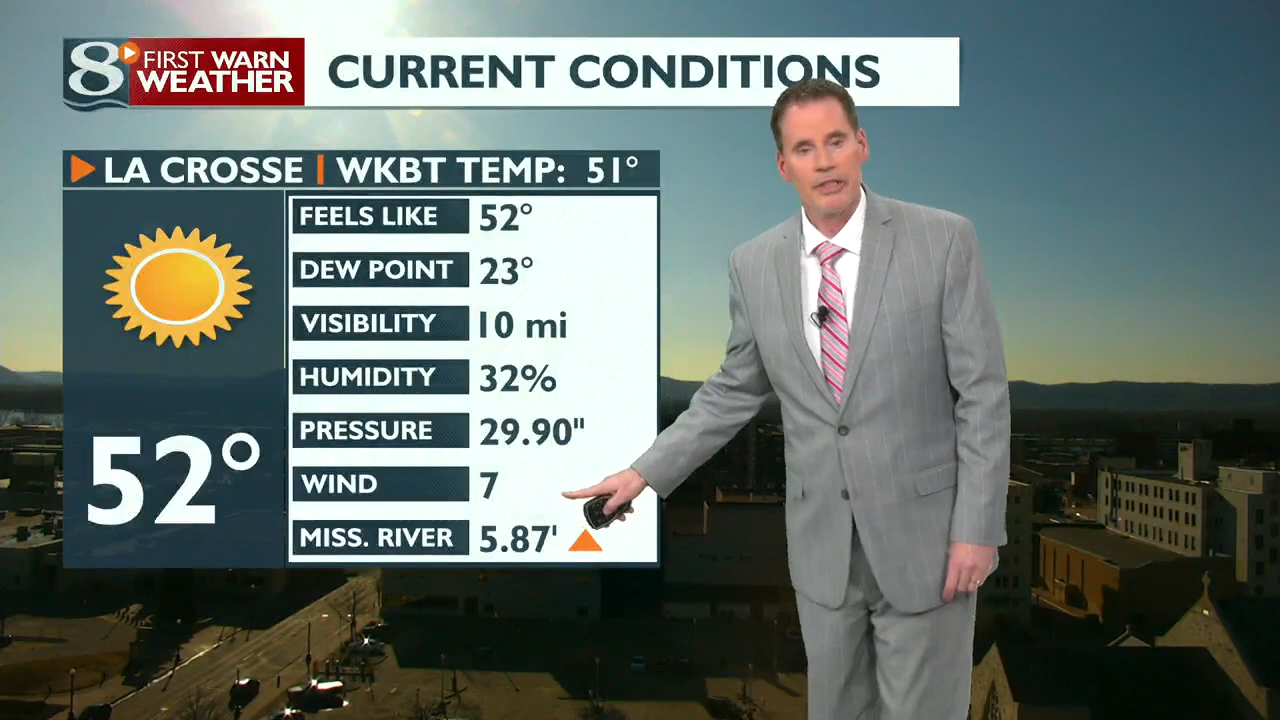 8 FIRST WARN
WEATHER
CURRENT CONDITIONS
LA CROSSE | WKBT TEMP: 51°
52°
FEELS LIKE 52°
DEW POINT 23°
VISIBILITY 10 mi
HUMIDITY 32%
PRESSURE 29.90"
WIND 7
MISS. RIVER 5.87'